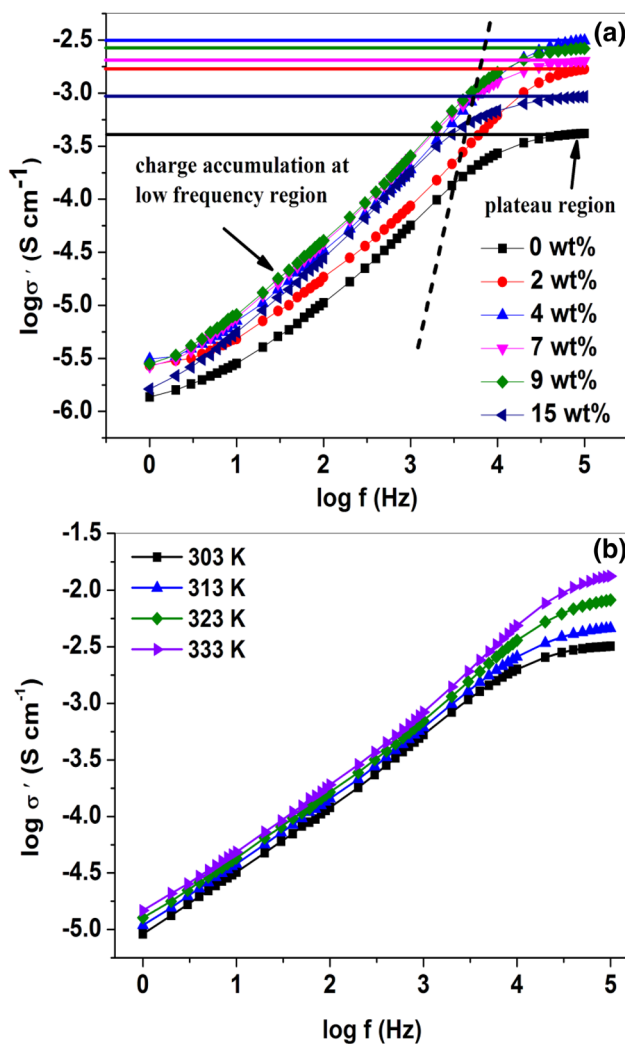 (a)
-2.5
-3.0
-3.5
-4.0
-4.5
-5.0
-5.5
-6.0
logσ ′ (S cm⁻¹)
charge accumulation at
low frequency region
plateau region
0 wt%
2 wt%
4 wt%
7 wt%
9 wt%
15 wt%
0 1 2 3 4 5
log f (Hz)
(b)
-1.5
-2.0
-2.5
-3.0
-3.5
-4.0
-4.5
-5.0
log σ ′ (S cm⁻¹)
303 K
313 K
323 K
333 K
0 1 2 3 4 5
log f (Hz)